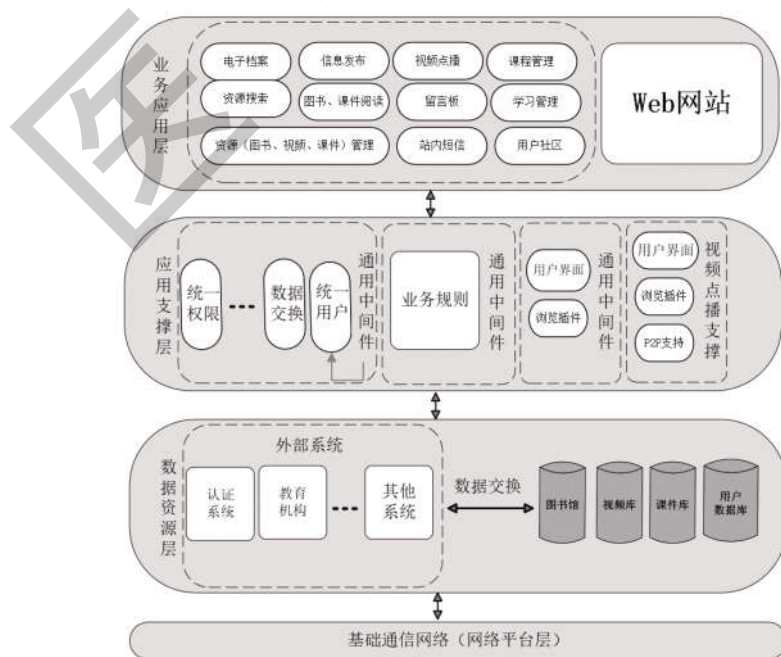 业务应用层
电子档案
信息发布
视频点播
课程管理
资源搜索
图书、课件阅读
留言板
学习管理
资源（图书、视频、课件）管理
站内短信
用户社区
Web网站
应用支撑层
统一
权限
数据
交换
统一
用户
通用中间件
业务规则
通用中间件
用户界面
浏览插件
通用中间件
用户界面
浏览插件
P2P支持
视频点播支撑
数据资源层
外部系统
认证
系统
教育
机构
其他
系统
数据交换
图书馆
视频库
课件库
用户
数据库
基础通信网络（网络平台层）
医